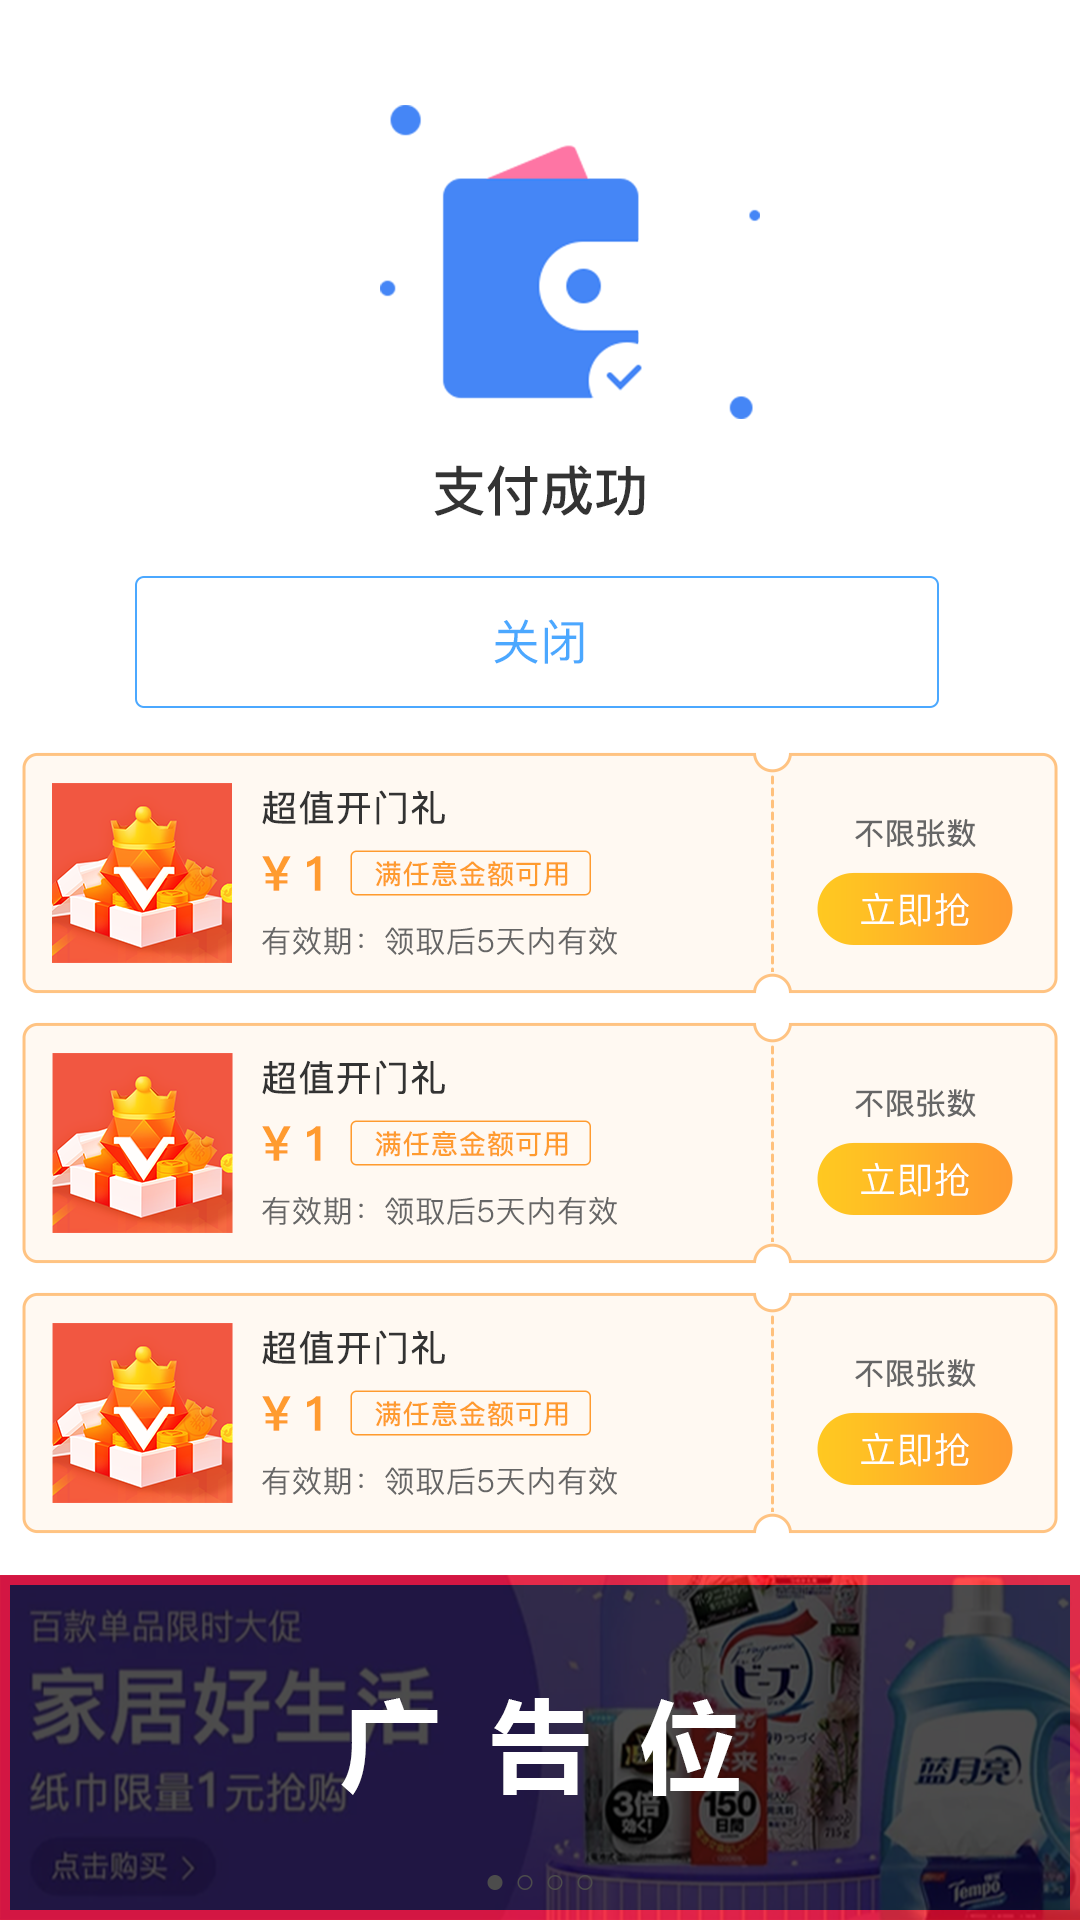 支付成功
关闭
超值开门礼
¥ 1 满任意金额可用
有效期：领取后5天内有效
不限张数
立即抢
超值开门礼
¥ 1 满任意金额可用
有效期：领取后5天内有效
不限张数
立即抢
超值开门礼
¥ 1 满任意金额可用
有效期：领取后5天内有效
不限张数
立即抢
百款单品限时大促
家居好生活
纸巾限量1元抢购
点击购买
广告位
ビーズ
NEW
3倍
効く!
150
日間
715g
蓝月亮
Tempo